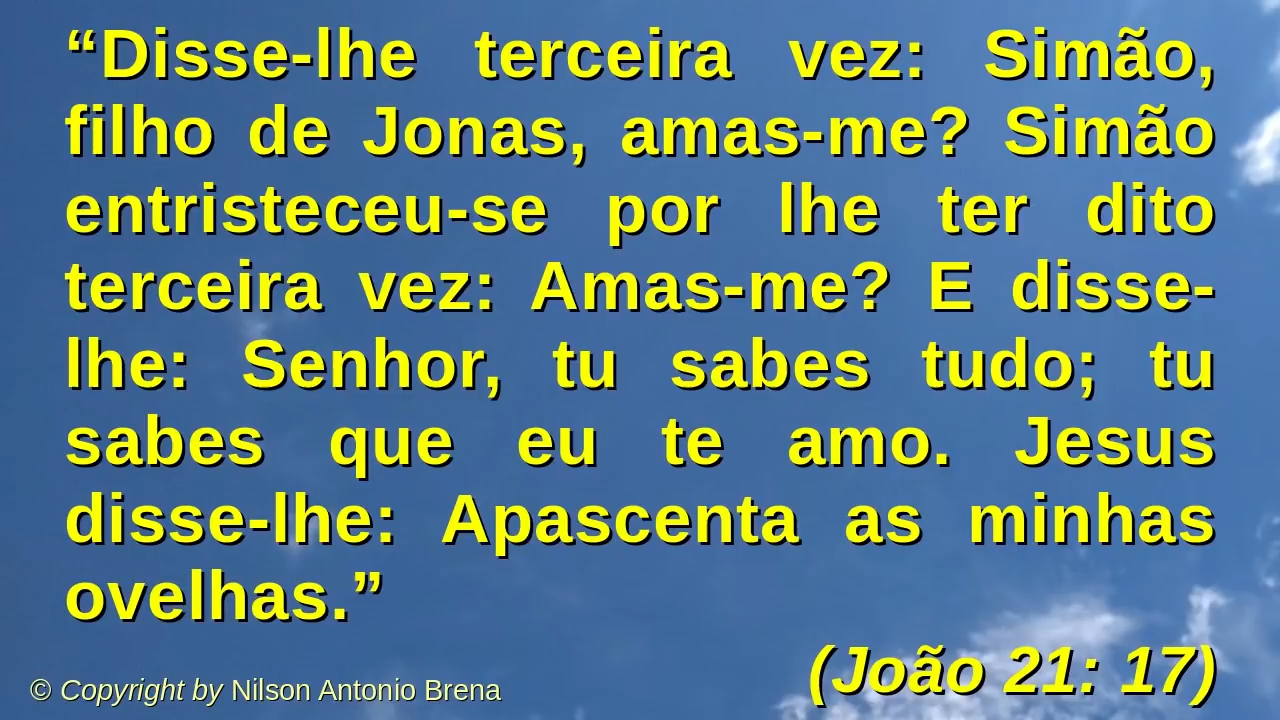 “Disse-lhe terceira vez: Simão,
filho de Jonas, amas-me? Simão
entristeceu-se por lhe ter dito
terceira vez: Amas-me? E disse-
lhe: Senhor, tu sabes tudo; tu
sabes que eu te amo. Jesus
disse-lhe: Apascenta as minhas
ovelhas.”
(João 21: 17)
© Copyright by Nilson Antonio Brena